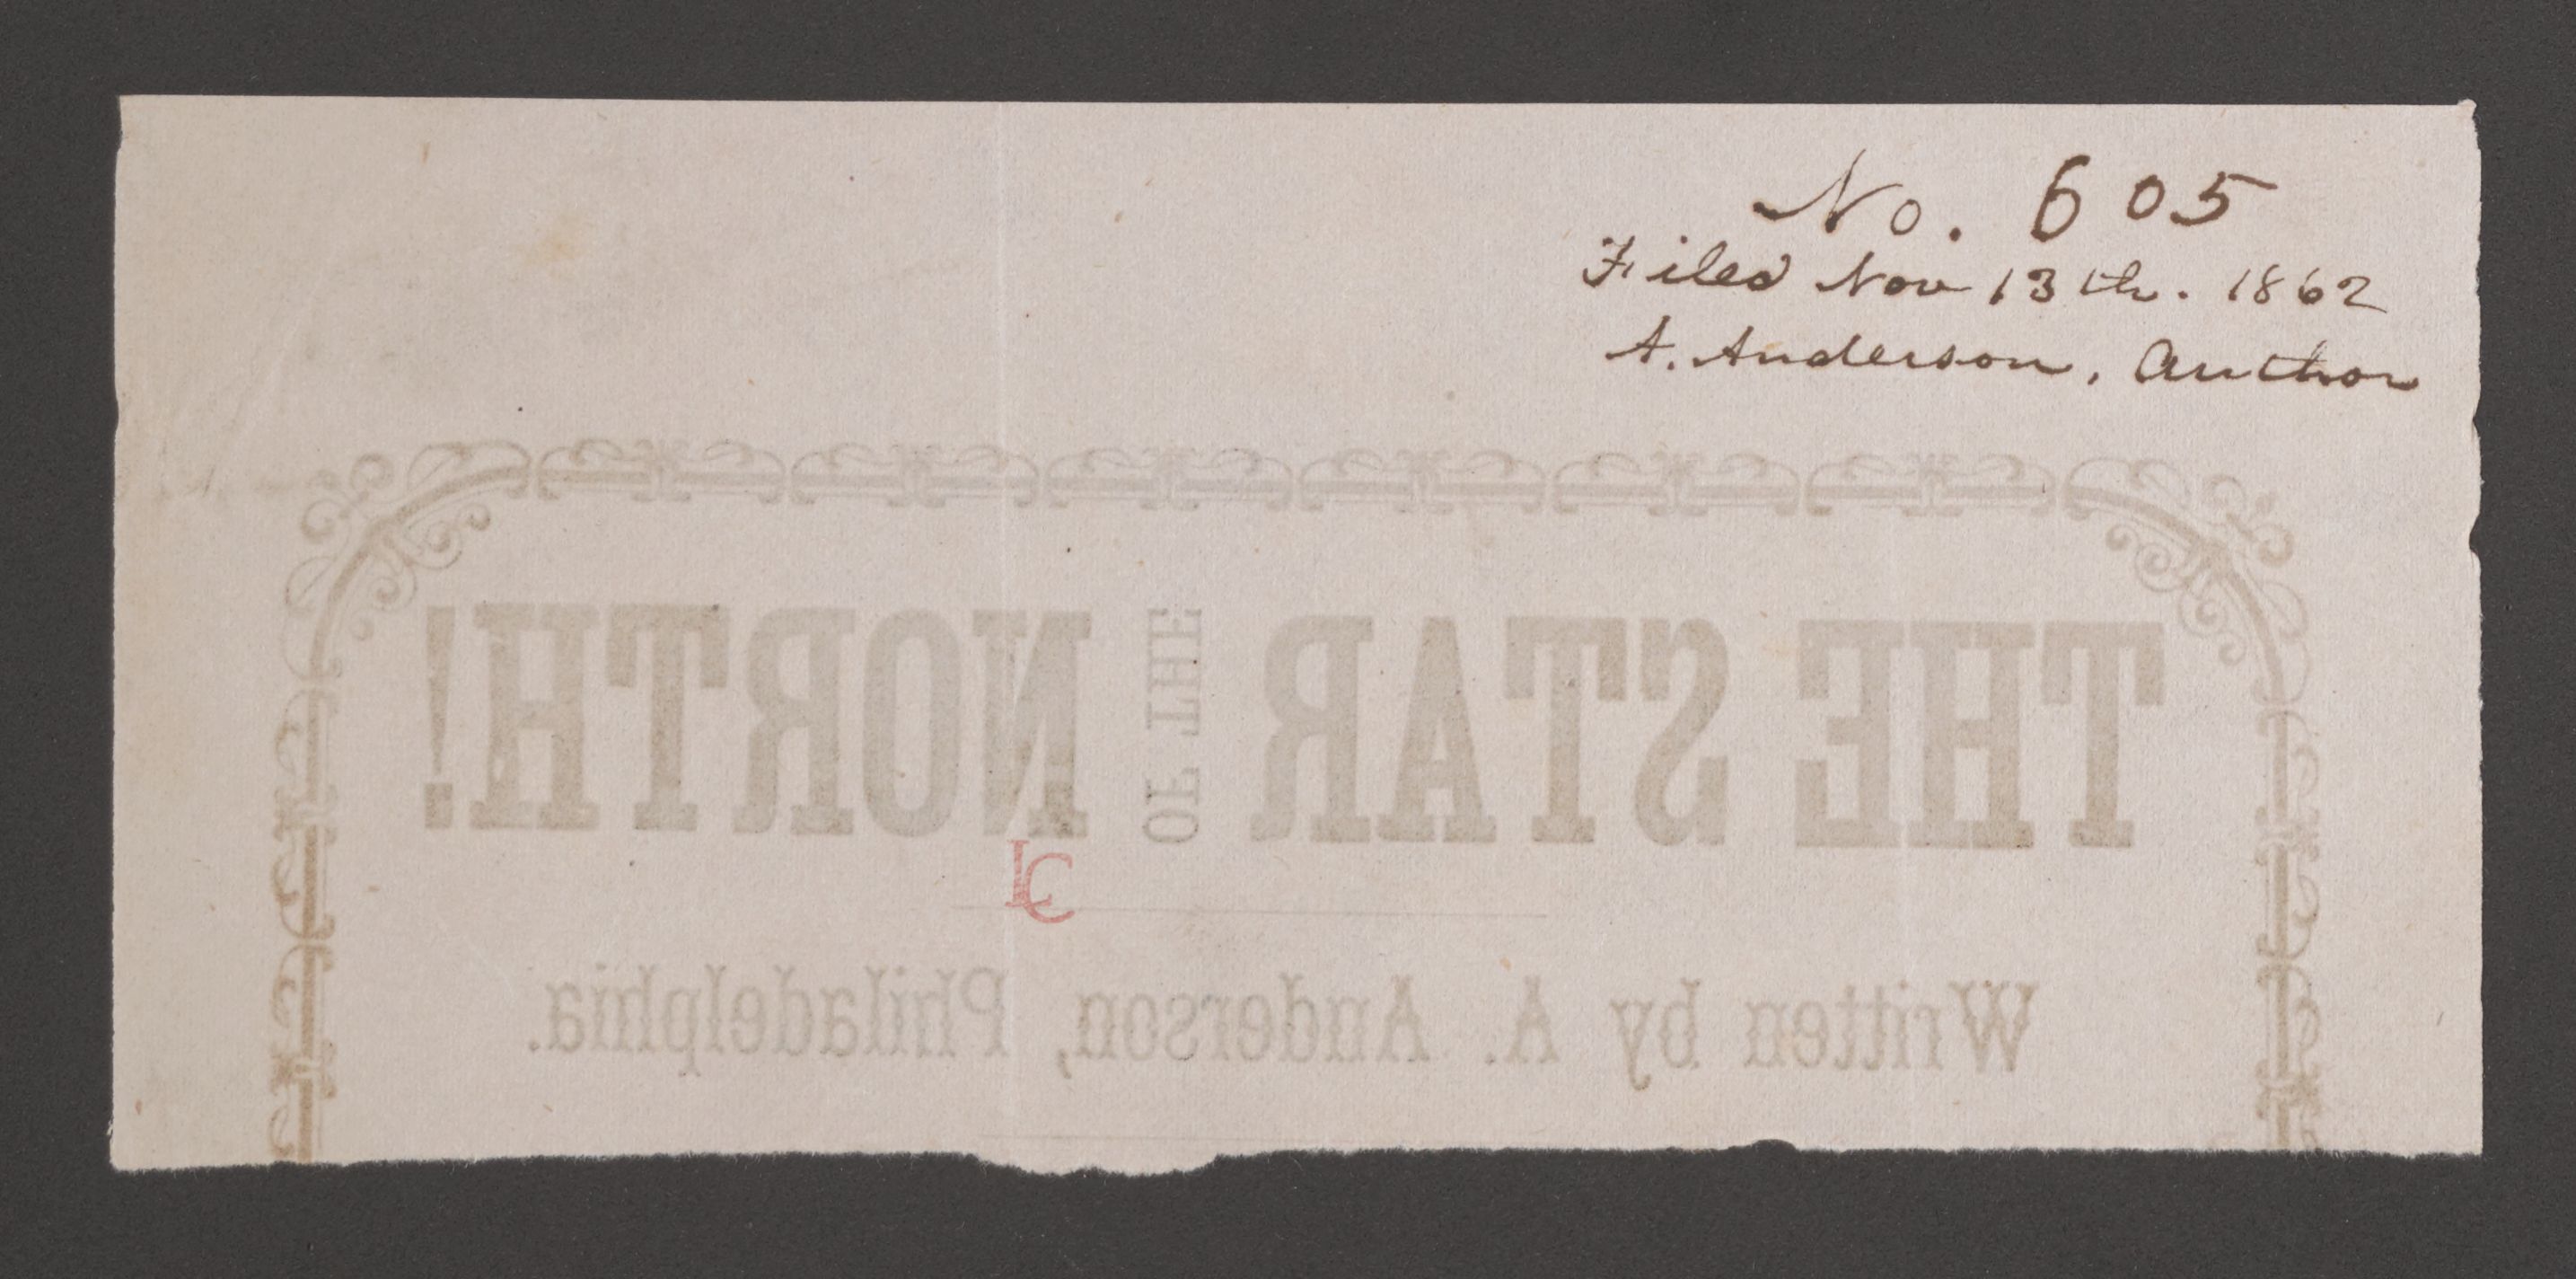 No. 605
Filed Nov 13th. 1862
A. Anderson, Author
THE STAR OF THE NORTH!
LC
Written by A. Anderson, Philadelphia.